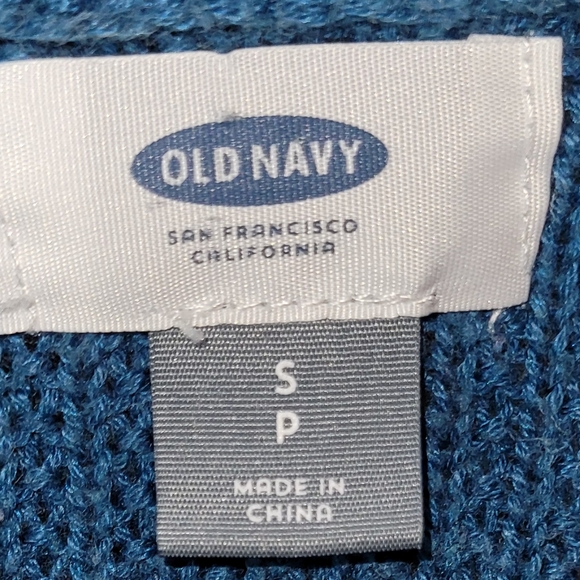 OLD NAVY
SAN FRANCISCO
CALIFORNIA
S
P
MADE IN
CHINA